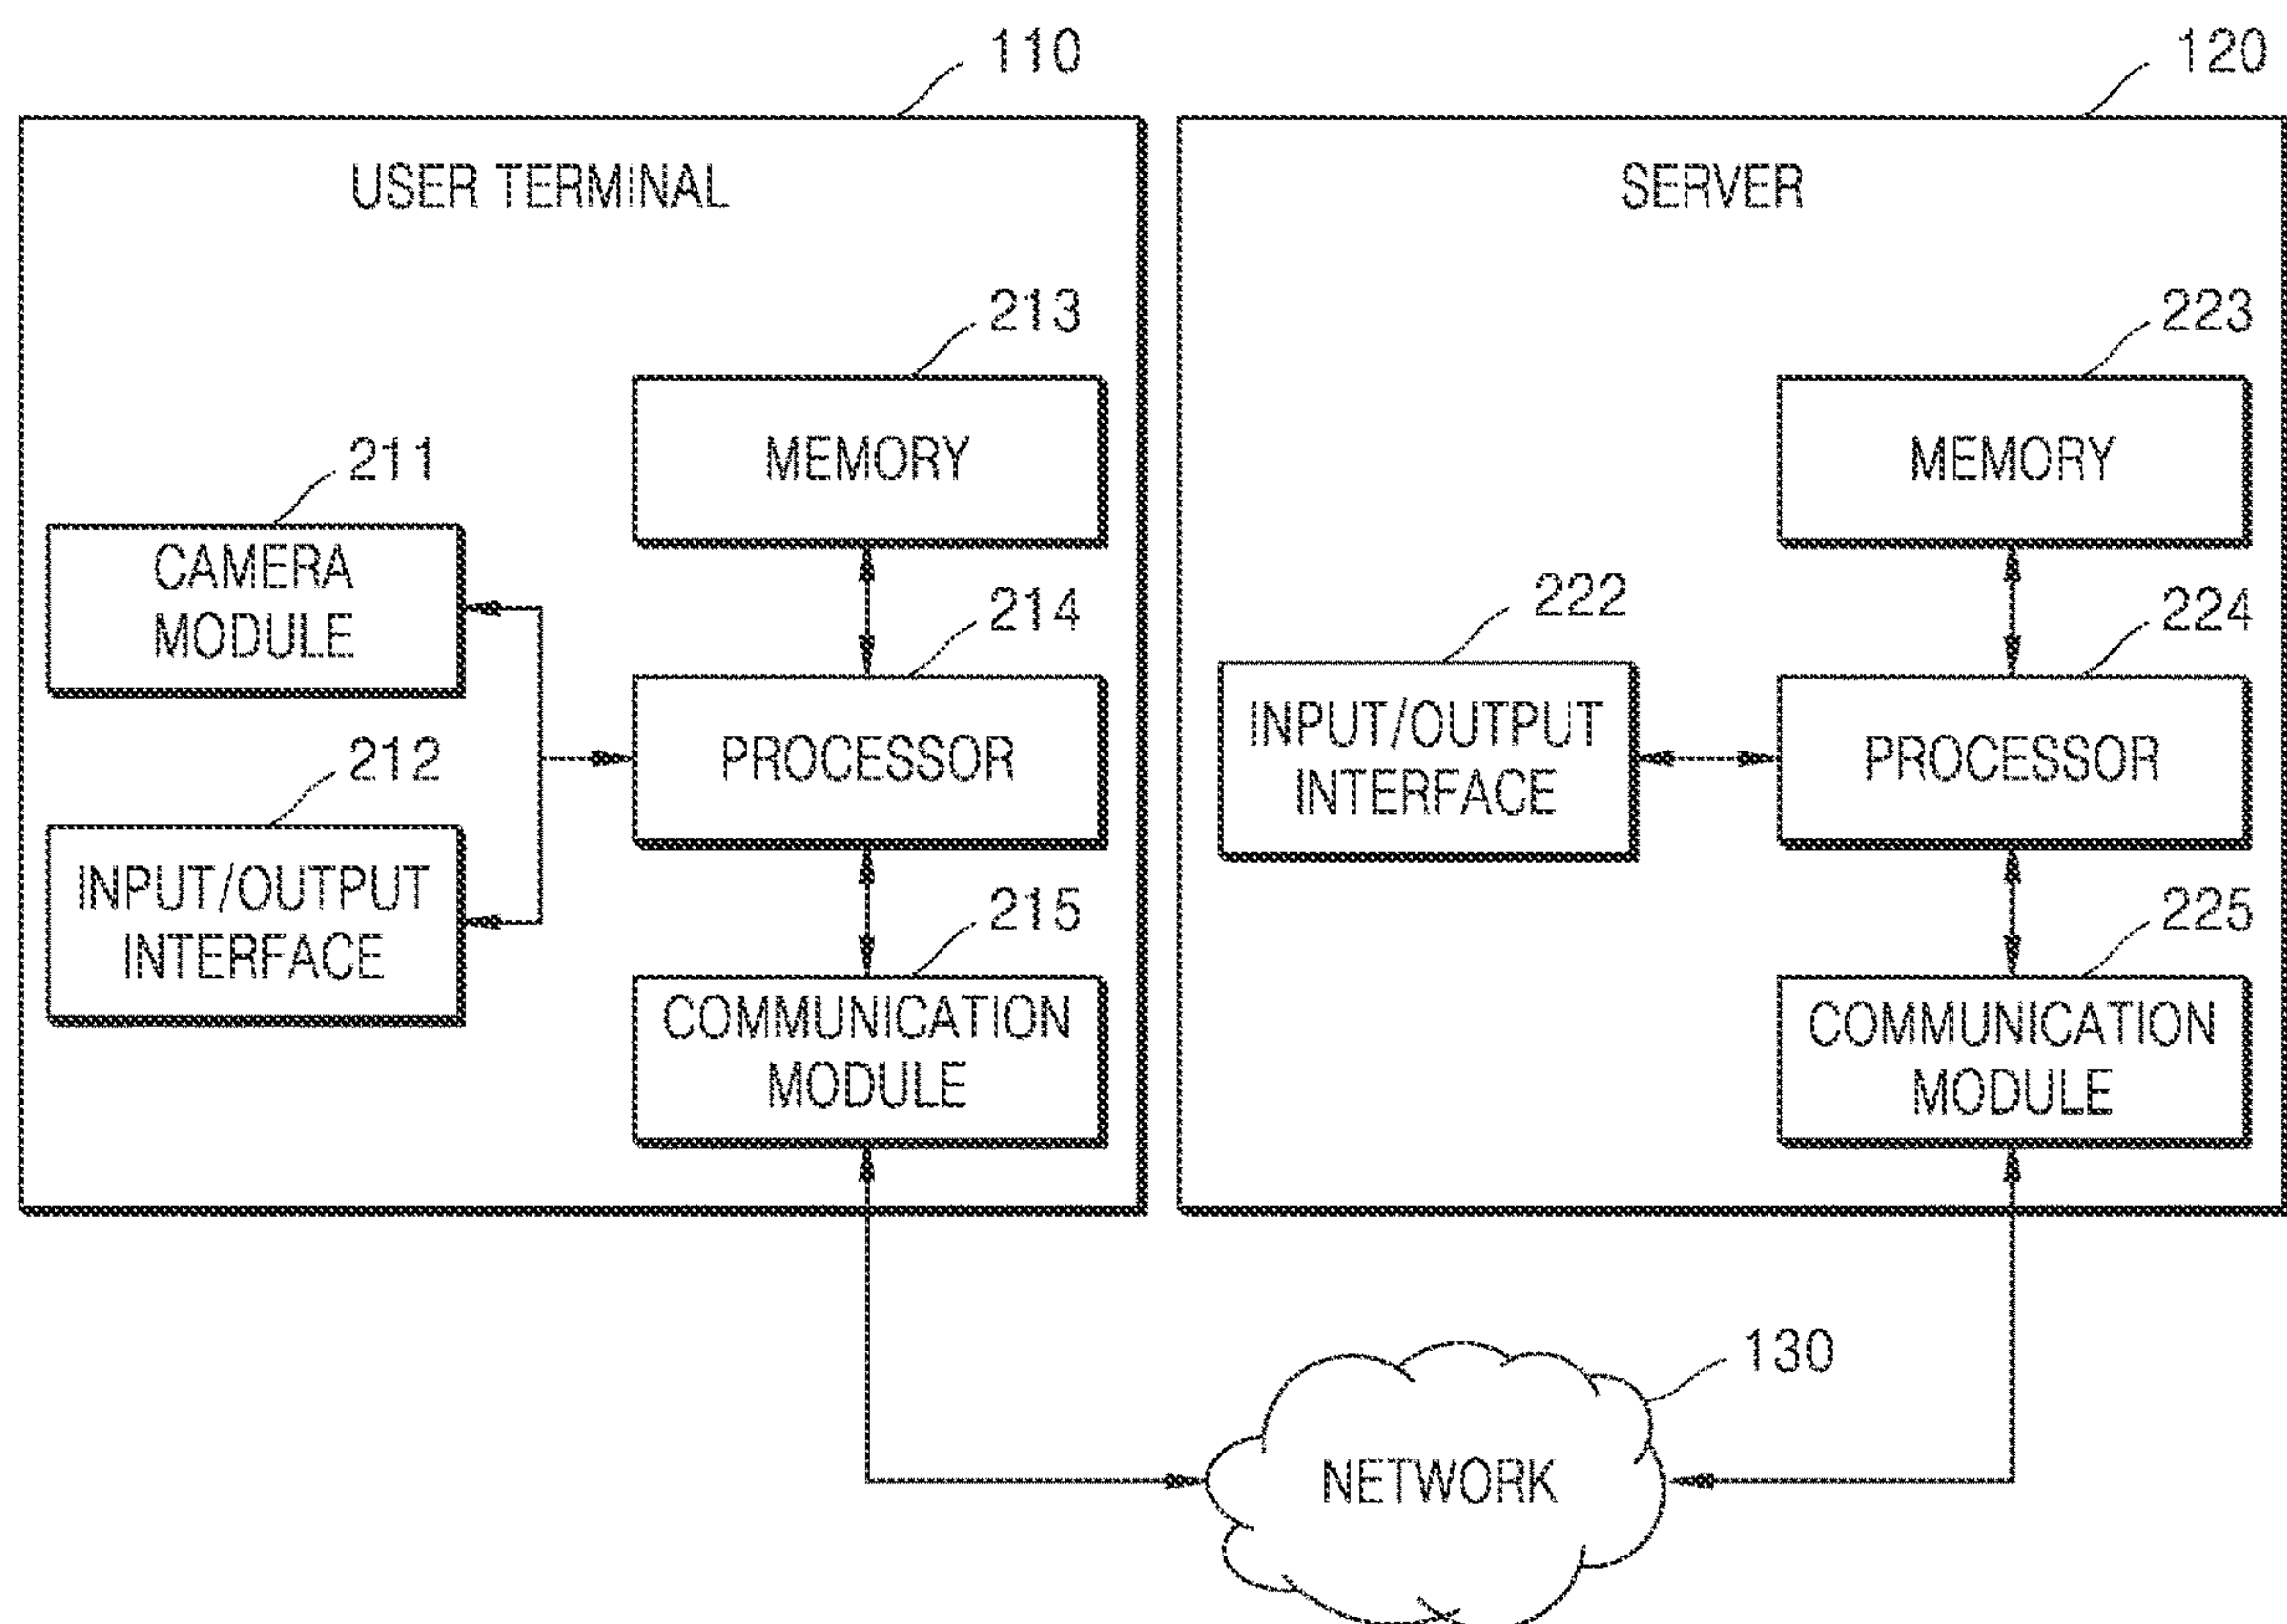 110
120
USER TERMINAL
SERVER
213
223
MEMORY
MEMORY
211
CAMERA
MODULE
214
222
224
PROCESSOR
INPUT/OUTPUT
INTERFACE
PROCESSOR
212
INPUT/OUTPUT
INTERFACE
215
225
COMMUNICATION
MODULE
COMMUNICATION
MODULE
130
NETWORK